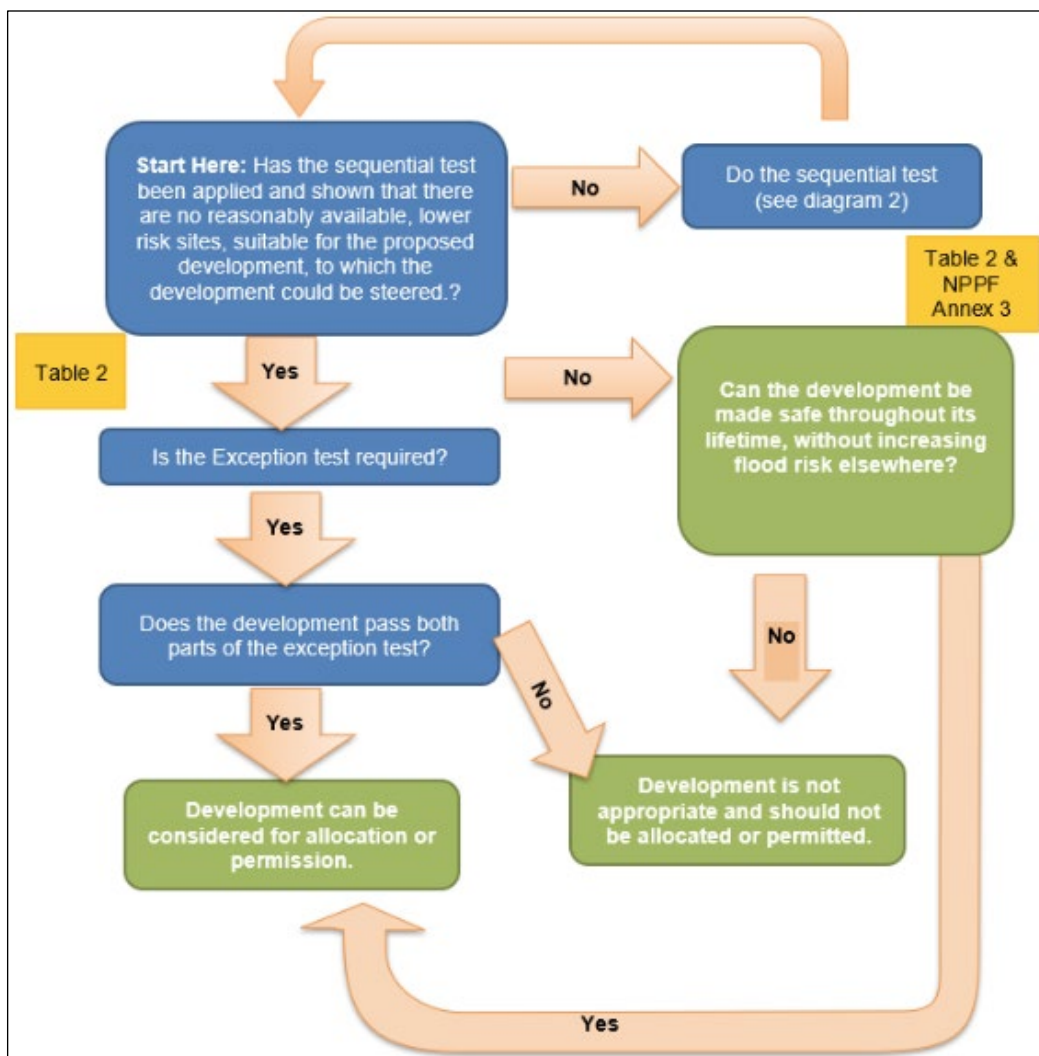 Start Here: Has the sequential test
been applied and shown that there
are no reasonably available, lower
risk sites, suitable for the proposed
development, to which the
development could be steered.?
No
Do the sequential test
(see diagram 2)
Table 2 &
NPPF
Annex 3
Table 2
Yes
No
Can the development be
made safe throughout its
lifetime, without increasing
flood risk elsewhere?
Is the Exception test required?
Yes
Does the development pass both
parts of the exception test?
No
No
Yes
Development can be
considered for allocation or
permission.
Development is not
appropriate and should not
be allocated or permitted.
Yes